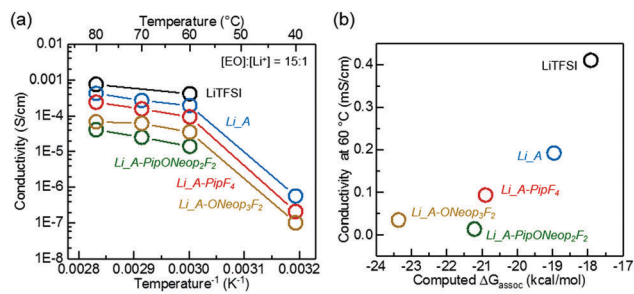 (a)
Temperature (°C)
80 70 60 50 40
0.01
0.001
1E-4
1E-5
1E-6
1E-7
1E-8
Conductivity (S/cm)
[EO]:[Li⁺] = 15:1
LiTFSI
Li_A
Li_A-PipONeop₂F₂
Li_A-PipF₄
Li_A-ONeop₃F₂
0.0028 0.0029 0.0030 0.0031 0.0032
Temperature⁻¹ (K⁻¹)
(b)
Conductivity at 60 °C (mS/cm)
0.4
0.3
0.2
0.1
0.0
LiTFSI
Li_A
Li_A-PipF₄
Li_A-ONeop₃F₂
Li_A-PipONeop₂F₂
-24 -23 -22 -21 -20 -19 -18 -17
Computed ΔGassoc (kcal/mol)